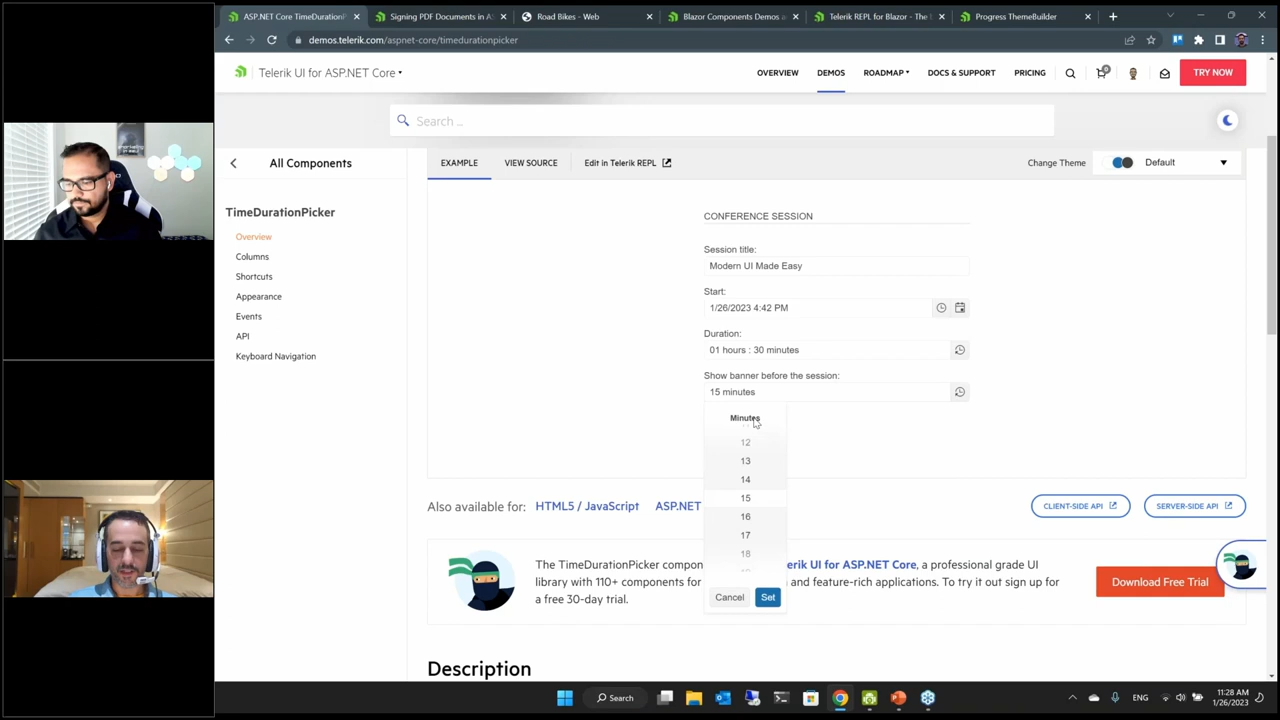 ASP.NET Core TimeDurationP
Signing PDF Documents in AS
Road Bikes - Web
Blazor Components Demos a
Telerik REPL for Blazor - The
Progress ThemeBuilder
demos.telerik.com/aspnet-core/timedurationpicker
Telerik UI for ASP.NET Core
OVERVIEW
DEMOS
ROADMAP
DOCS & SUPPORT
PRICING
0
TRY NOW
Search ...
All Components
EXAMPLE
VIEW SOURCE
Edit in Telerik REPL
Change Theme
Default
TimeDurationPicker
Overview
Columns
Shortcuts
Appearance
Events
API
Keyboard Navigation
CONFERENCE SESSION
Session title:
Modern UI Made Easy
Start:
1/26/2023 4:42 PM
Duration:
01 hours : 30 minutes
Show banner before the session:
15 minutes
Minutes
12
13
14
15
16
17
18
Cancel
Set
Also available for:
HTML5 / JavaScript
ASP.NET
CLIENT-SIDE API
SERVER-SIDE API
The TimeDurationPicker compon
erik UI for ASP.NET Core, a professional grade UI
library with 110+ components for
and feature-rich applications. To try it out sign up for
a free 30-day trial.
Download Free Trial
Description
Search
ENG
11:28 AM
1/26/2023